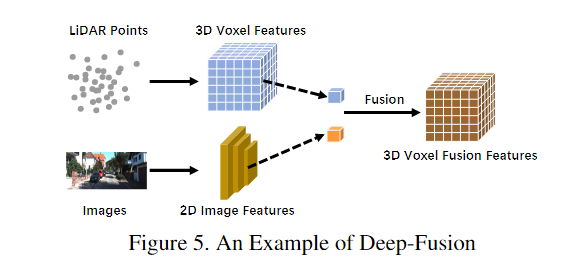 LiDAR Points
3D Voxel Features
Fusion
3D Voxel Fusion Features
Images
2D Image Features
Figure 5. An Example of Deep-Fusion